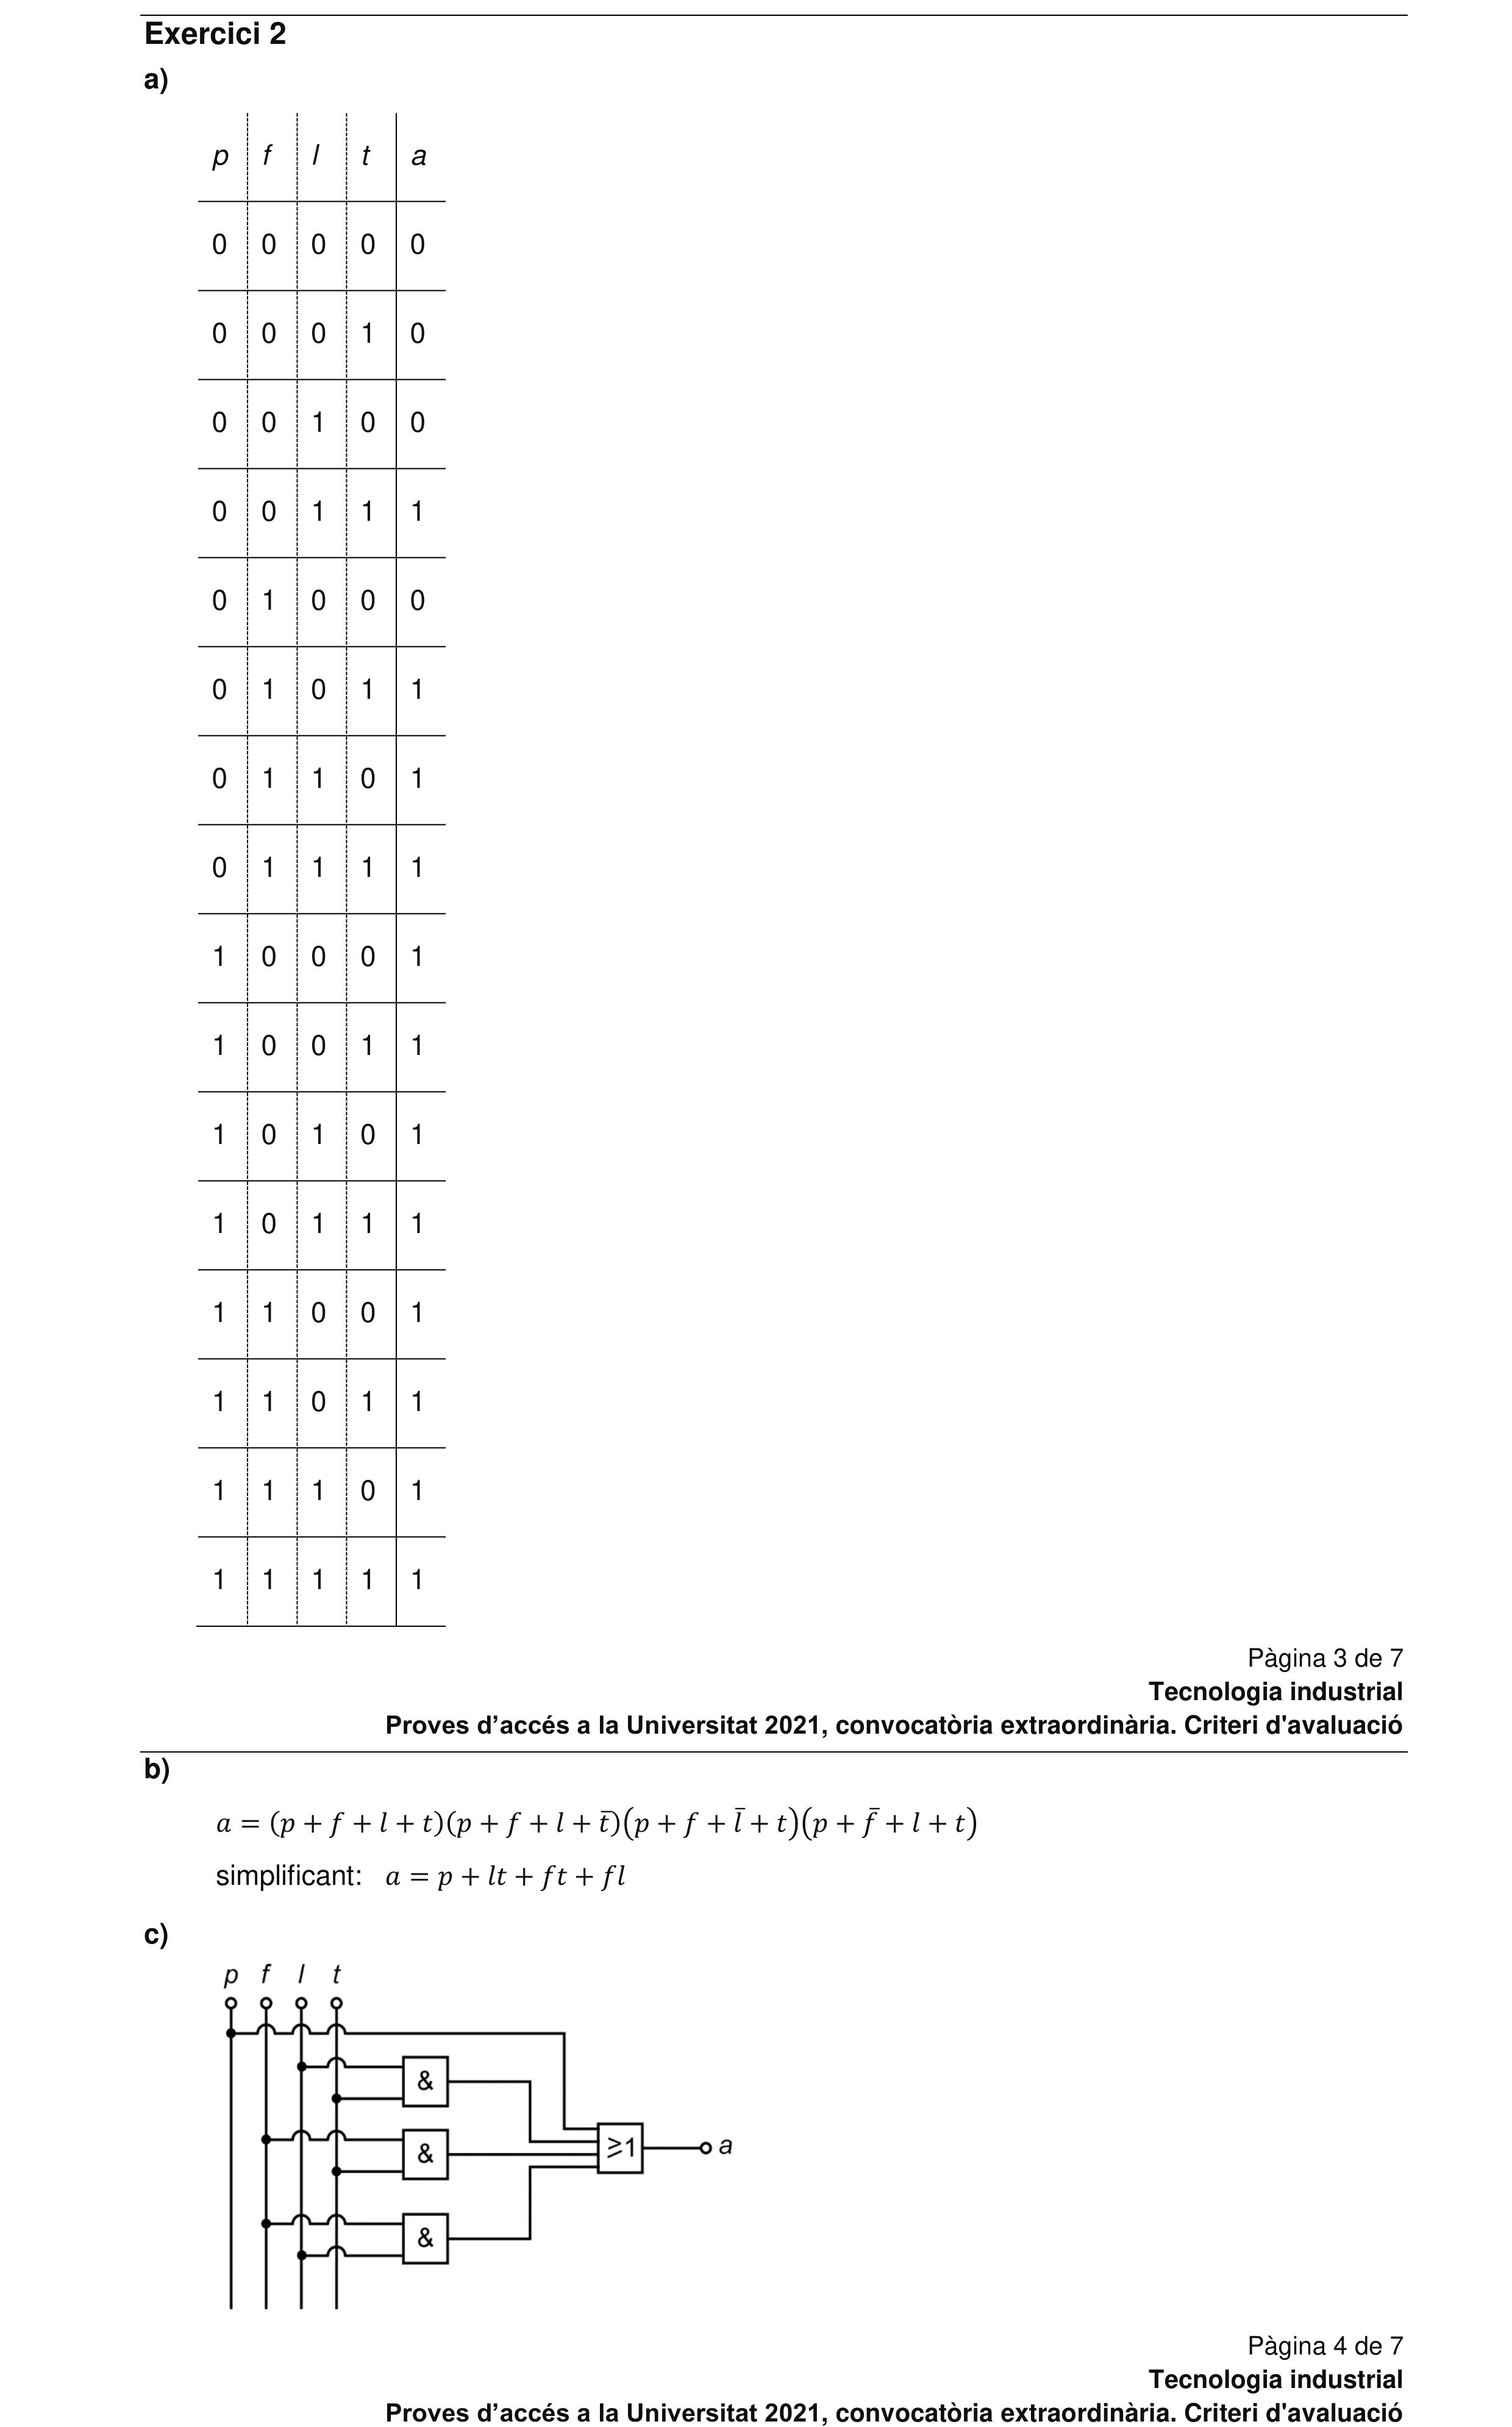 Exercici 2
a)
p f l t a
0 0 0 0 0
0 0 0 1 0
0 0 1 0 0
0 0 1 1 1
0 1 0 0 0
0 1 0 1 1
0 1 1 0 1
0 1 1 1 1
1 0 0 0 1
1 0 0 1 1
1 0 1 0 1
1 0 1 1 1
1 1 0 0 1
1 1 0 1 1
1 1 1 0 1
1 1 1 1 1
Pàgina 3 de 7
Tecnologia industrial
Proves d’accés a la Universitat 2021, convocatòria extraordinària. Criteri d'avaluació
b)
a = (p + f + l + t)(p + f + l + t̅)(p + f + l̅ + t)(p + f̅ + l + t)
simplificant: a = p + lt + ft + fl
c)
p f l t
&
&
≥1 a
&
Pàgina 4 de 7
Tecnologia industrial
Proves d’accés a la Universitat 2021, convocatòria extraordinària. Criteri d'avaluació